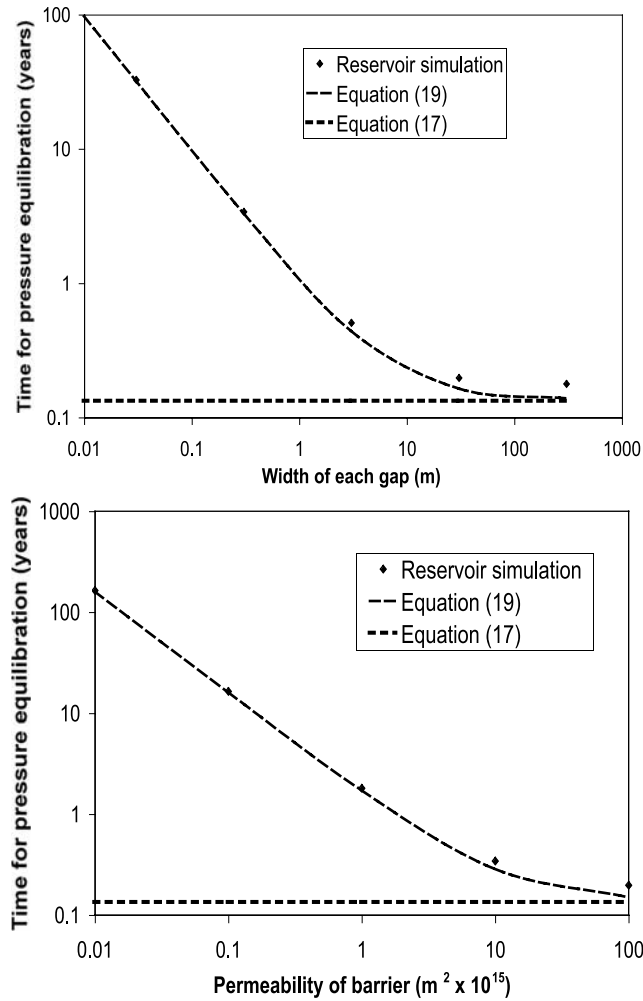 Time for pressure equilibration (years)
100
10
1
0.1
Reservoir simulation
Equation (19)
Equation (17)
0.01 0.1 1 10 100 1000
Width of each gap (m)
Time for pressure equilibration (years)
1000
100
10
1
0.1
Reservoir simulation
Equation (19)
Equation (17)
0.01 0.1 1 10 100
Permeability of barrier (m ² x 10¹⁵)